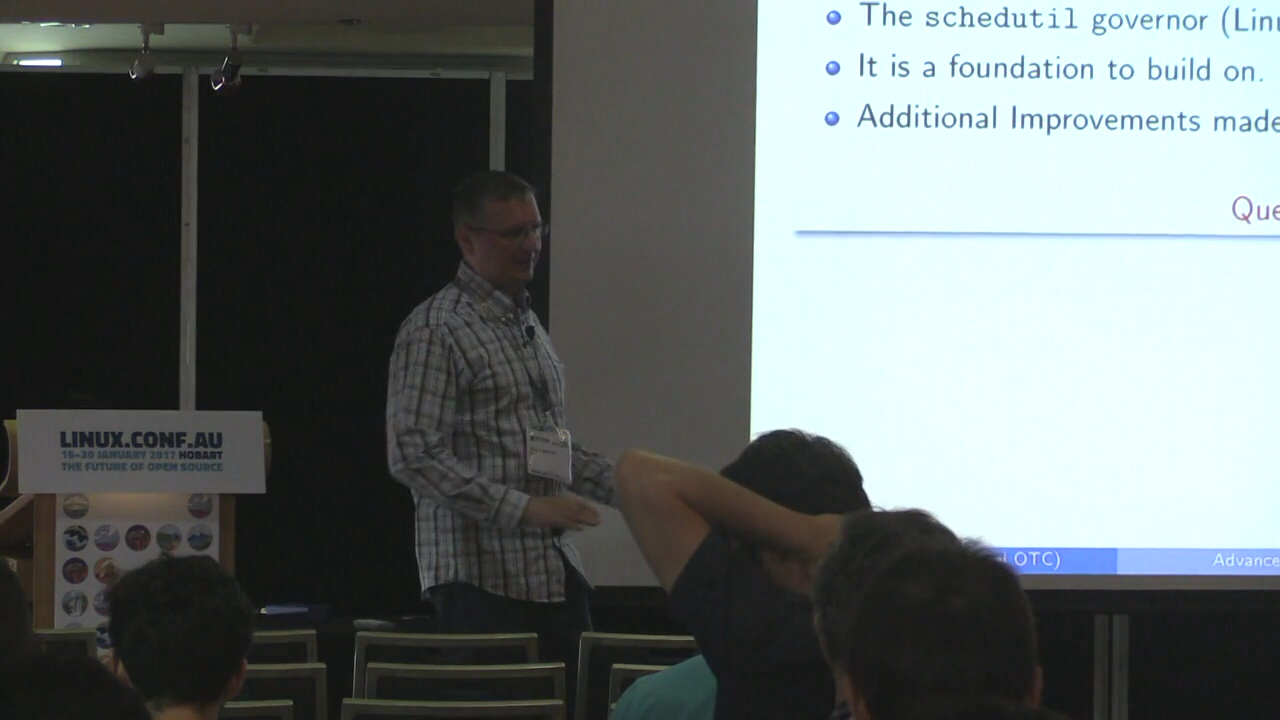 The schedutil governor (Linu
It is a foundation to build on.
Additional Improvements made
Que
LINUX.CONF.AU
16–20 JANUARY 2017 HOBART
THE FUTURE OF OPEN SOURCE
OTC)
Advance